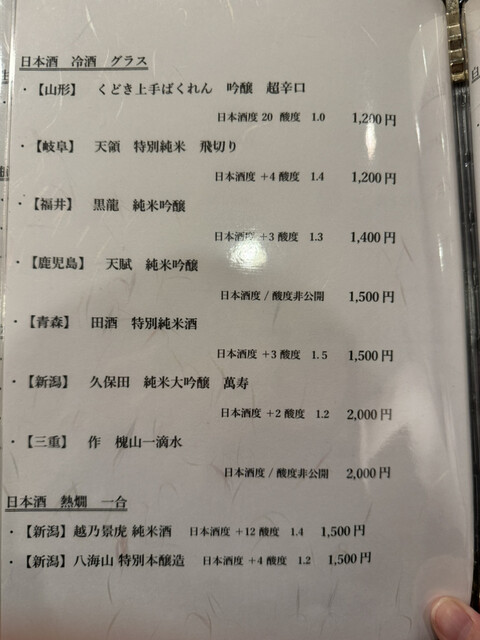 日本酒 冷酒 グラス
・【山形】 くどき上手ばくれん 吟醸 超辛口
日本酒度 20 酸度 1.0 1,200円
・【岐阜】 天領 特別純米 飛切り
日本酒度 +4 酸度 1.4 1,200円
・【福井】 黒龍 純米吟醸
日本酒度 +3 酸度 1.3 1,400円
・【鹿児島】 天賦 純米吟醸
日本酒度 / 酸度非公開 1,500円
・【青森】 田酒 特別純米酒
日本酒度 +3 酸度 1.5 1,500円
・【新潟】 久保田 純米大吟醸 萬寿
日本酒度 +2 酸度 1.2 2,000円
・【三重】 作 槐山一滴水
日本酒度 / 酸度非公開 2,000円
日本酒 熱燗 一合
・【新潟】越乃景虎 純米酒 日本酒度 +12 酸度 1.4 1,500円
・【新潟】八海山 特別本醸造 日本酒度 +4 酸度 1.2 1,500円